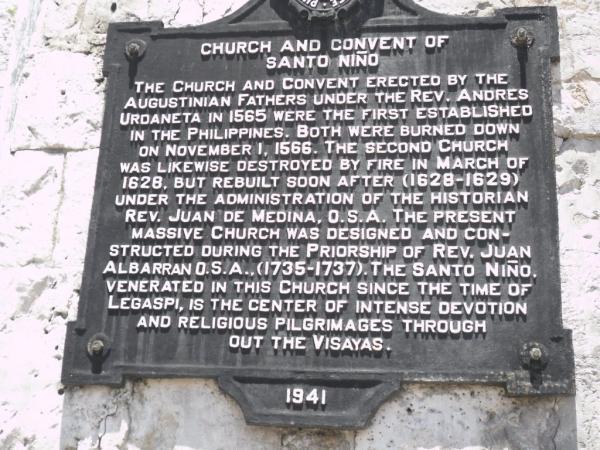 CHURCH AND CONVENT OF
SANTO NIÑO
THE CHURCH AND CONVENT ERECTED BY THE
AUGUSTINIAN FATHERS UNDER THE REV. ANDRES
URDANETA IN 1565 WERE THE FIRST ESTABLISHED
IN THE PHILIPPINES. BOTH WERE BURNED DOWN
ON NOVEMBER 1, 1566. THE SECOND CHURCH
WAS LIKEWISE DESTROYED BY FIRE IN MARCH OF
1628, BUT REBUILT SOON AFTER (1628-1629)
UNDER THE ADMINISTRATION OF THE HISTORIAN
REV. JUAN DE MEDINA, O.S.A. THE PRESENT
MASSIVE CHURCH WAS DESIGNED AND CON-
STRUCTED DURING THE PRIORSHIP OF REV. JUAN
ALBARRAN O.S.A., (1735-1737). THE SANTO NIÑO,
VENERATED IN THIS CHURCH SINCE THE TIME OF
LEGASPI, IS THE CENTER OF INTENSE DEVOTION
AND RELIGIOUS PILGRIMAGES THROUGH
OUT THE VISAYAS.
1941